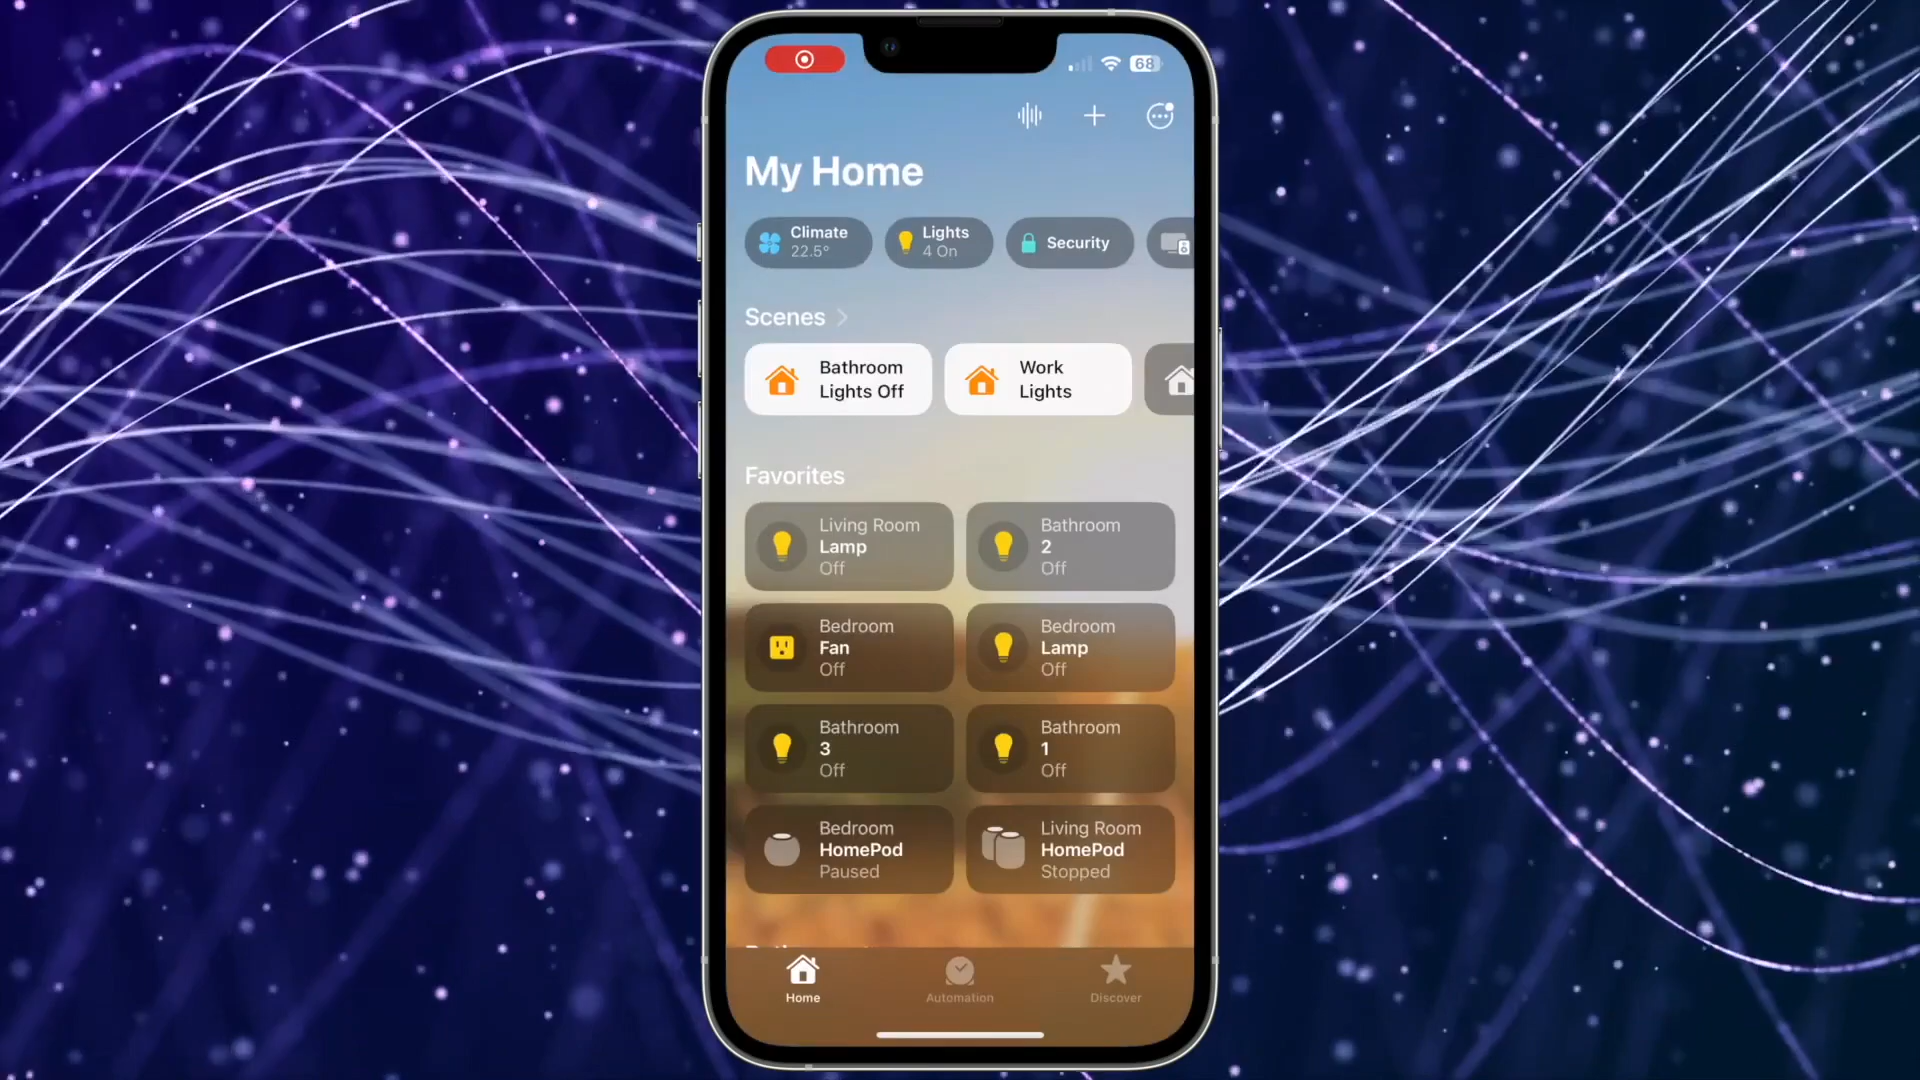 68
My Home
Climate
22.5°
Lights
4 On
Security
Scenes
Bathroom
Lights Off
Work
Lights
Favorites
Living Room
Lamp
Off
Bathroom
2
Off
Bedroom
Fan
Off
Bedroom
Lamp
Off
Bathroom
3
Off
Bathroom
1
Off
Bedroom
HomePod
Paused
Living Room
HomePod
Stopped
Home
Automation
Discover